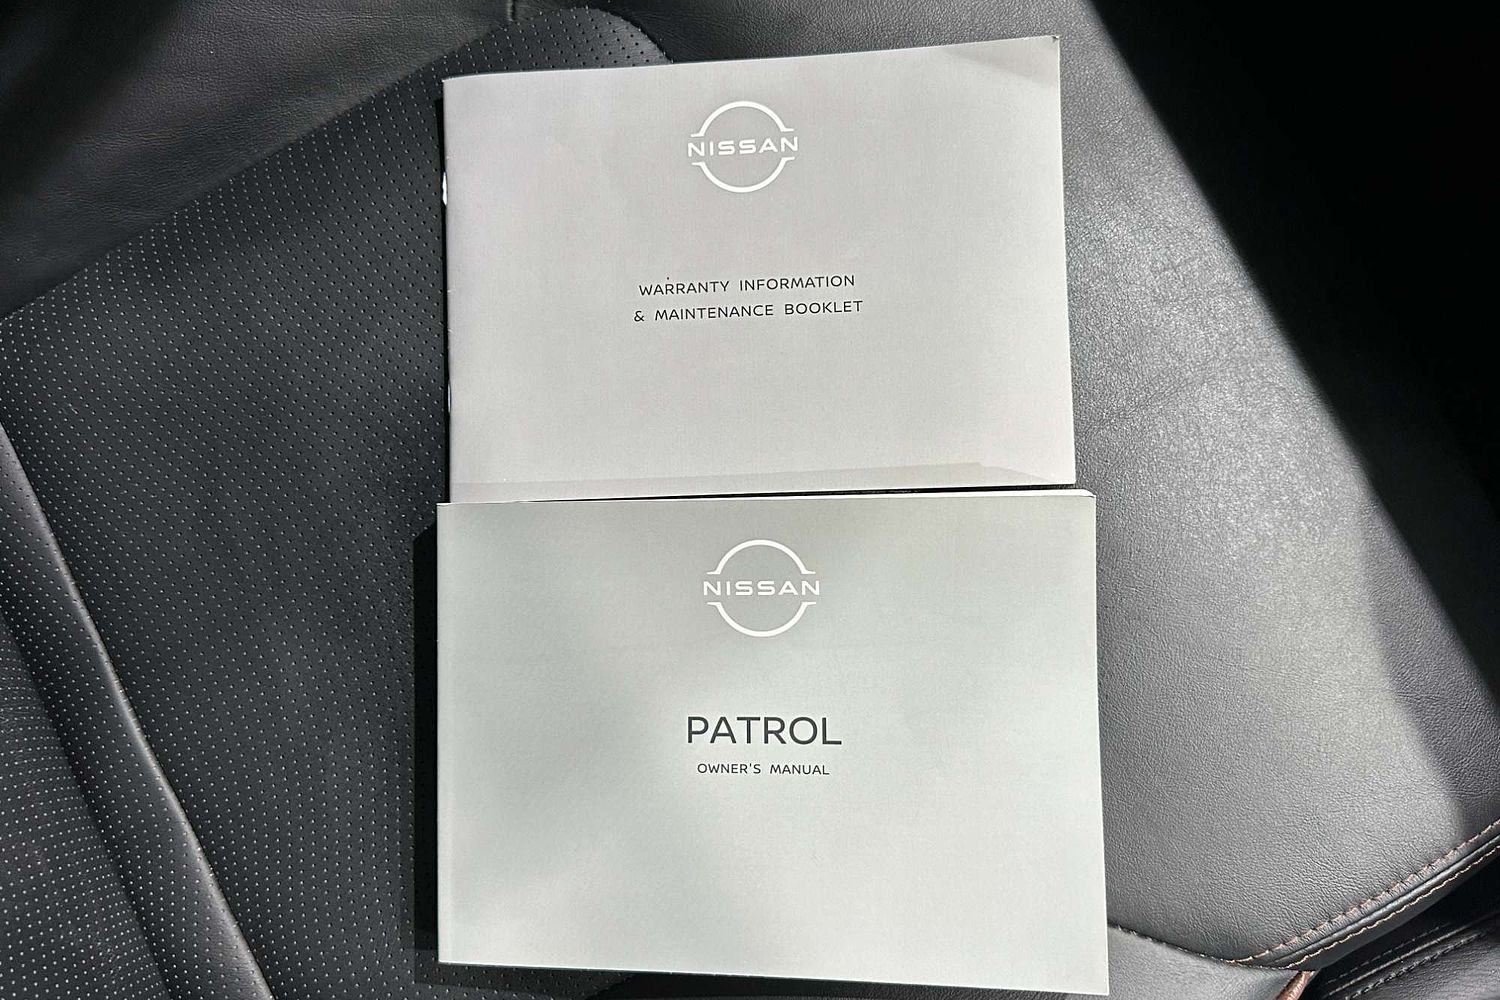 NISSAN
WARRANTY INFORMATION
& MAINTENANCE BOOKLET
NISSAN
PATROL
OWNER'S MANUAL